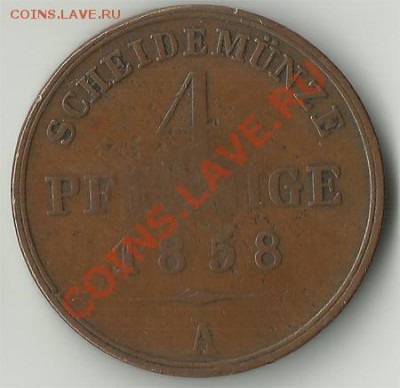 COINS.LAVE.RU
SCHEIDEMÜNZE
4
PFENNIGE
1858
A
COINS.LAVE.RU